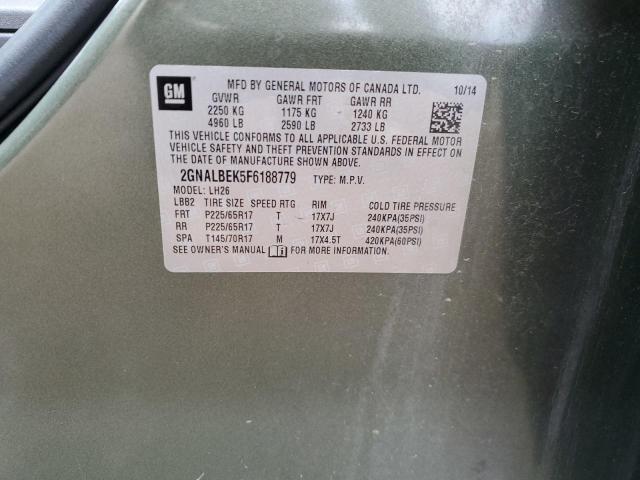 GM
MFD BY GENERAL MOTORS OF CANADA LTD. 10/14
GVWR GAWR FRT GAWR RR
2250 KG 1175 KG 1240 KG
4960 LB 2590 LB 2733 LB
THIS VEHICLE CONFORMS TO ALL APPLICABLE U.S. FEDERAL MOTOR
VEHICLE SAFETY AND THEFT PREVENTION STANDARDS IN EFFECT ON
THE DATE OF MANUFACTURE SHOWN ABOVE.
2GNALBEK5F6188779 TYPE: M.P.V.
MODEL: LH26
LBB2 TIRE SIZE SPEED RTG RIM COLD TIRE PRESSURE
FRT P225/65R17 T 17X7J 240KPA(35PSI)
RR P225/65R17 T 17X7J 240KPA(35PSI)
SPA T145/70R17 M 17X4.5T 420KPA(60PSI)
SEE OWNER'S MANUAL FOR MORE INFORMATION.